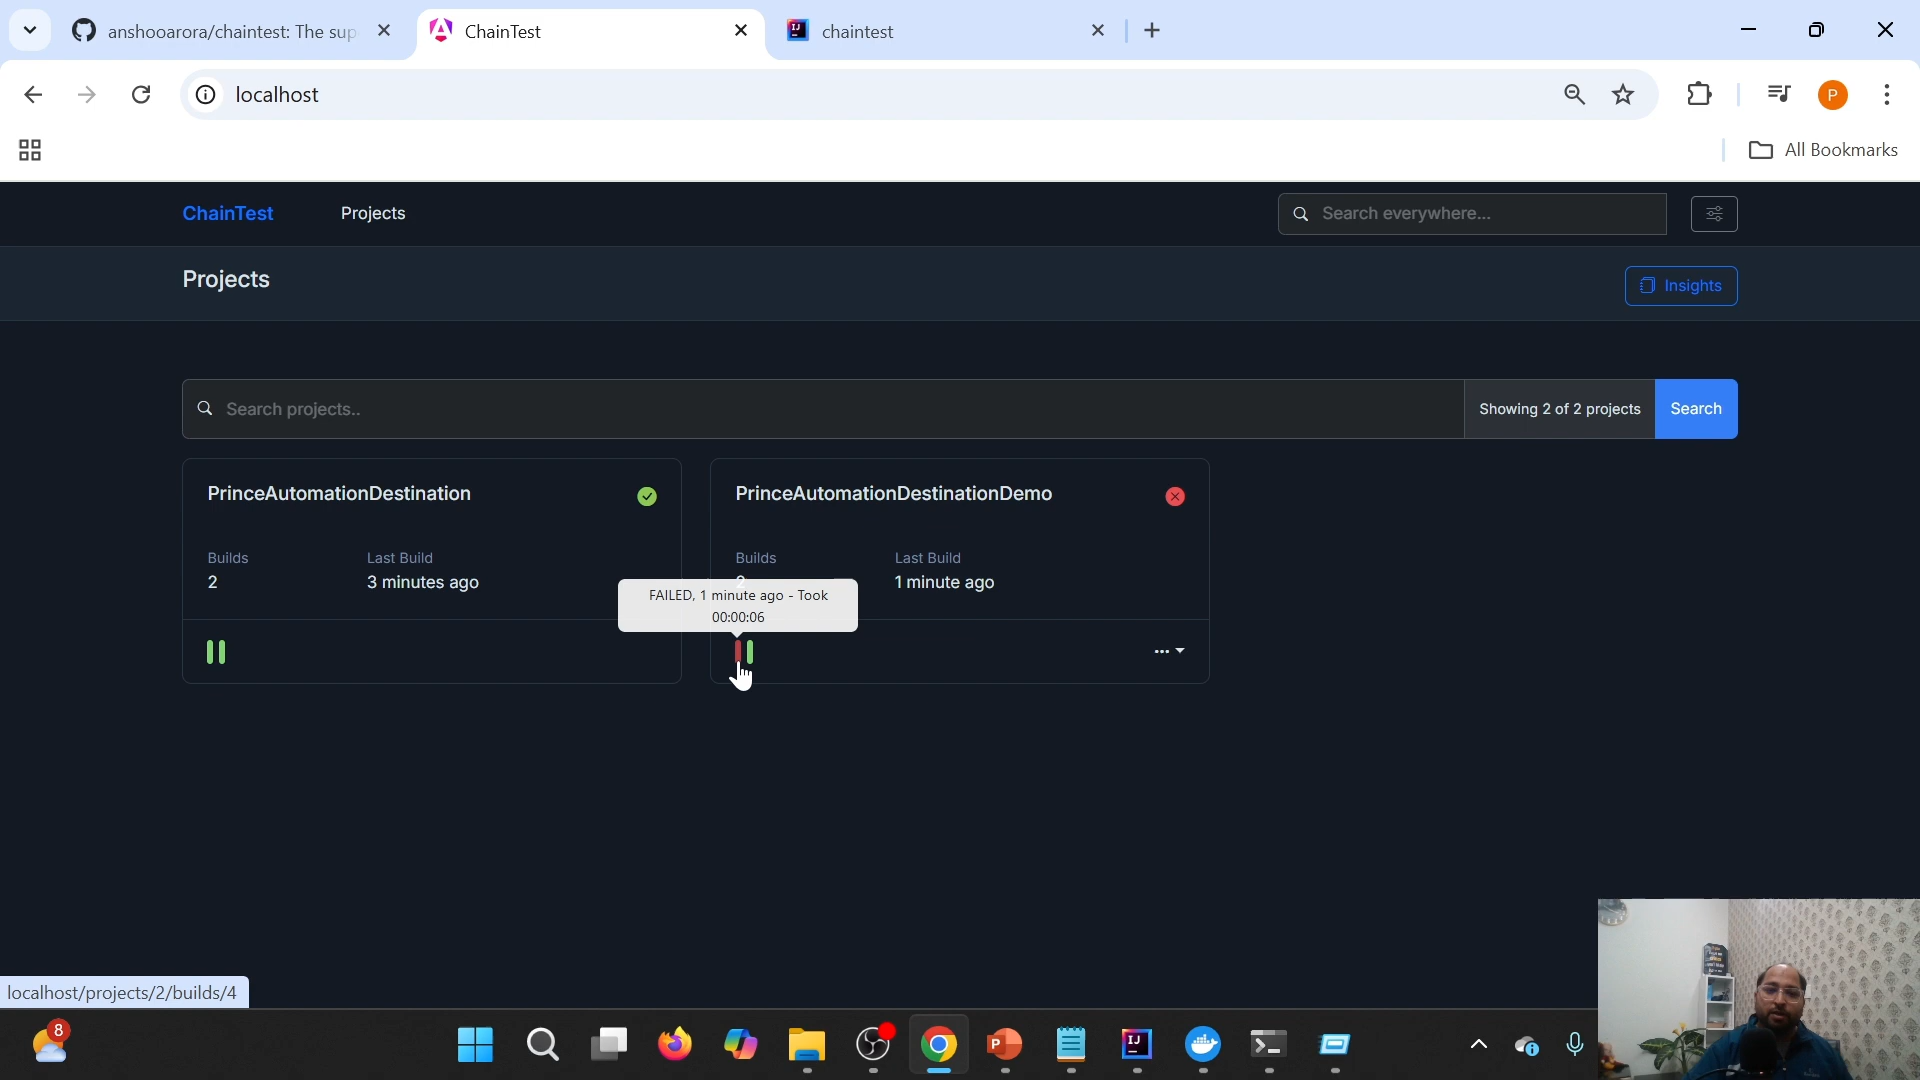 anshooarora/chaintest: The sup
ChainTest
chaintest
localhost
P
All Bookmarks
ChainTest
Projects
Search everywhere...
Projects
Insights
Search projects..
Showing 2 of 2 projects
Search
PrinceAutomationDestination
Builds
2
Last Build
3 minutes ago
PrinceAutomationDestinationDemo
Builds
2
Last Build
1 minute ago
FAILED, 1 minute ago - Took
00:00:06
localhost/projects/2/builds/4
8